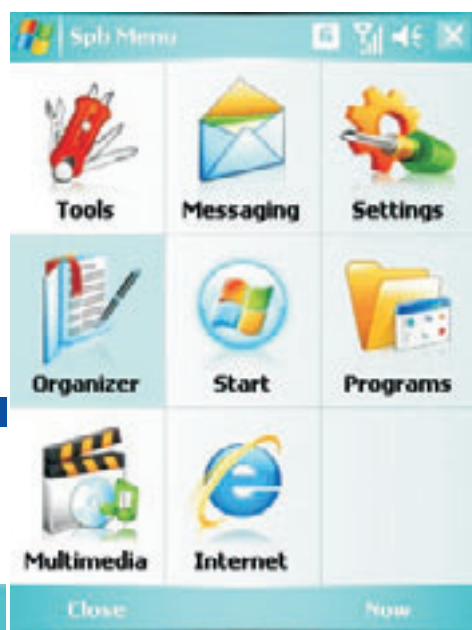 Spb Menu
Tools Messaging Settings
Organizer Start Programs
Multimedia Internet
Close Now